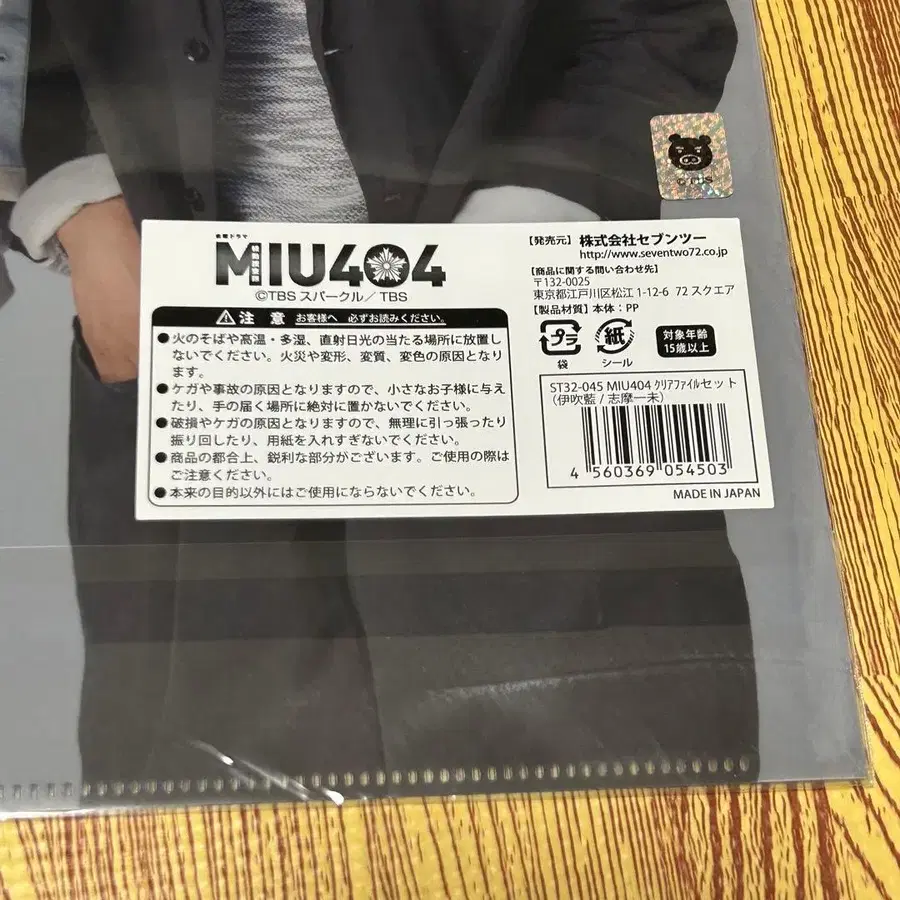 金曜ドラマ
MIU404
機動捜査隊
©TBS スパークル／ TBS
注 意 お客様へ 必ずお読みください。
●火のそばや高温・多湿、直射日光の当たる場所に放置し
ないでください。火災や変形、変質、変色の原因となり
ます。
●ケガや事故の原因となりますので、小さなお子様に与え
たり、手の届く場所に絶対に置かないでください。
●破損やケガの原因となりますので、無理に引っ張ったり
振り回したり、用紙を入れすぎないでください。
●商品の都合上、鋭利な部分がございます。ご使用の際は
ご注意ください。
●本来の目的以外にはご使用にならないでください。
【発売元】株式会社セブンツー
http://www.seventwo72.co.jp
【商品に関する問い合わせ先】
〒132-0025
東京都江戸川区松江 1-12-6 72 スクエア
【製品材質】本体：PP
プラ
袋
紙
シール
対象年齢
15歳以上
ST32-045 MIU404 クリアファイルセット
（伊吹藍 / 志摩一未）
4 560369 054503
MADE IN JAPAN
©TBS